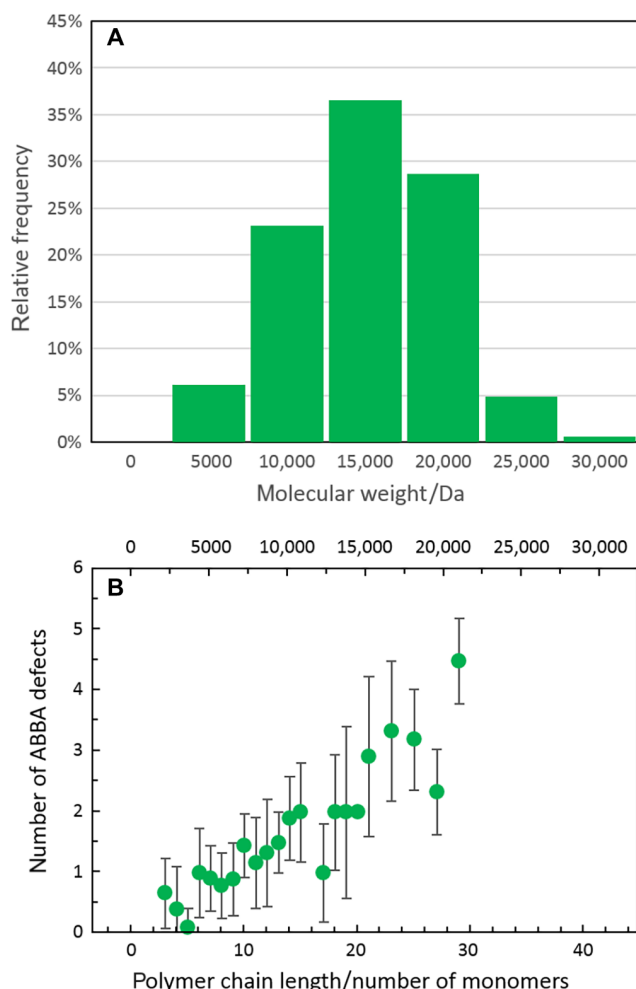 A
45%
40%
35%
30%
25%
20%
15%
10%
5%
0%
Relative frequency
0 5000 10,000 15,000 20,000 25,000 30,000
Molecular weight/Da
0 5000 10,000 15,000 20,000 25,000 30,000
B
6
5
4
3
2
1
0
Number of ABBA defects
0 10 20 30 40
Polymer chain length/number of monomers